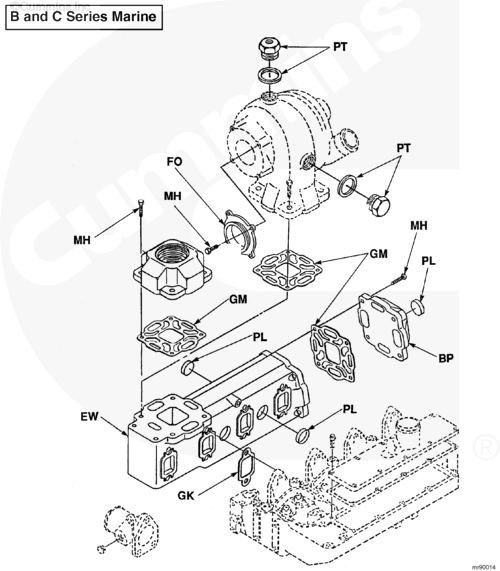 ©Cummins Inc.
B and C Series Marine
PT
PT
FO
MH
MH
MH
GM
PL
GM
PL
BP
EW
PL
GK
Cummins
®
mr90014